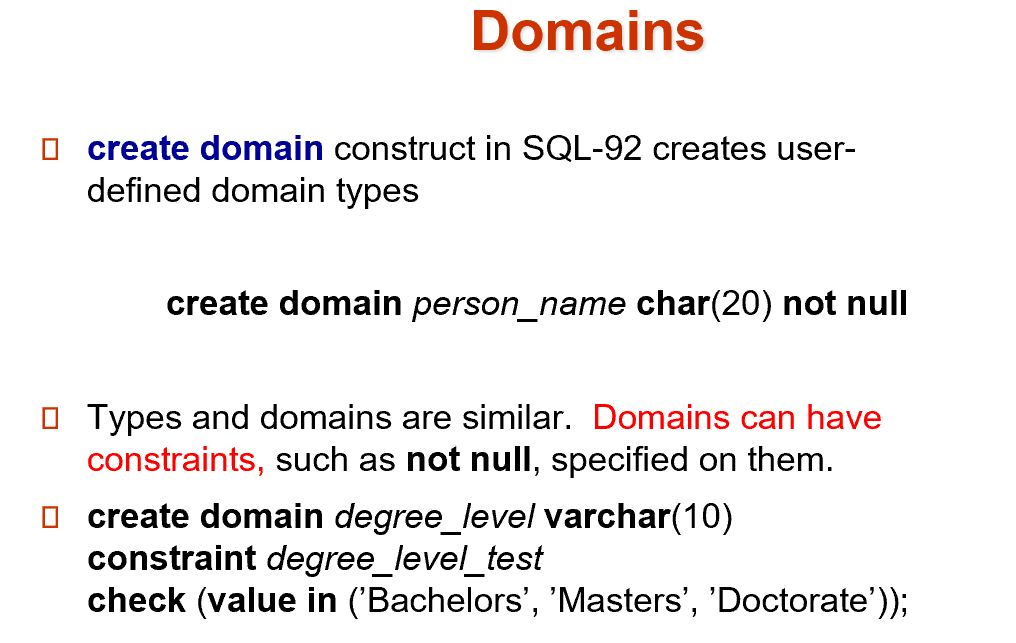 Domains
create domain construct in SQL-92 creates user-
defined domain types
create domain person_name char(20) not null
Types and domains are similar.  Domains can have
constraints, such as not null, specified on them.
create domain degree_level varchar(10)
constraint degree_level_test
check (value in (’Bachelors’, ’Masters’, ’Doctorate’));